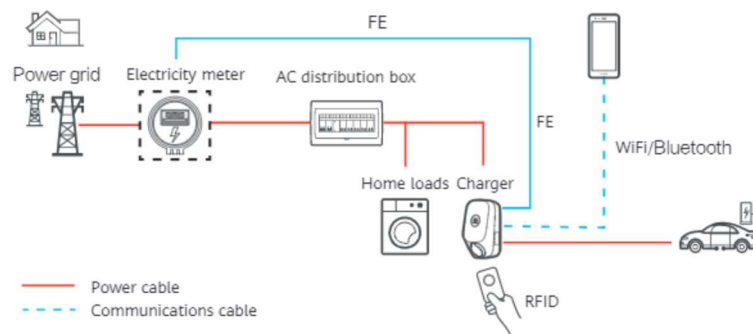 FE
Power grid
Electricity meter
AC distribution box
FE
WiFi/Bluetooth
Home loads
Charger
RFID
Power cable
Communications cable